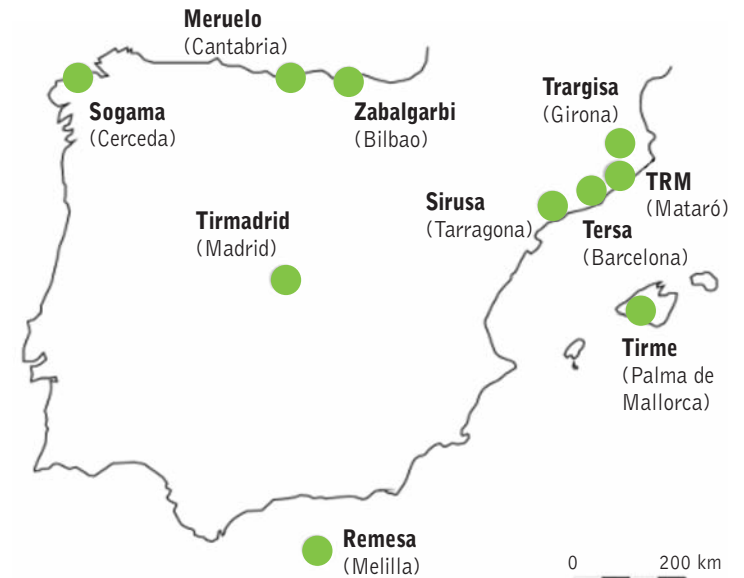 Meruelo
(Cantabria)
Sogama
(Cerceda)
Zabalgarbi
(Bilbao)
Trargisa
(Girona)
TRM
(Mataró)
Sirusa
(Tarragona)
Tersa
(Barcelona)
Tirmadrid
(Madrid)
Tirme
(Palma de
Mallorca)
Remesa
(Melilla)
0 200 km